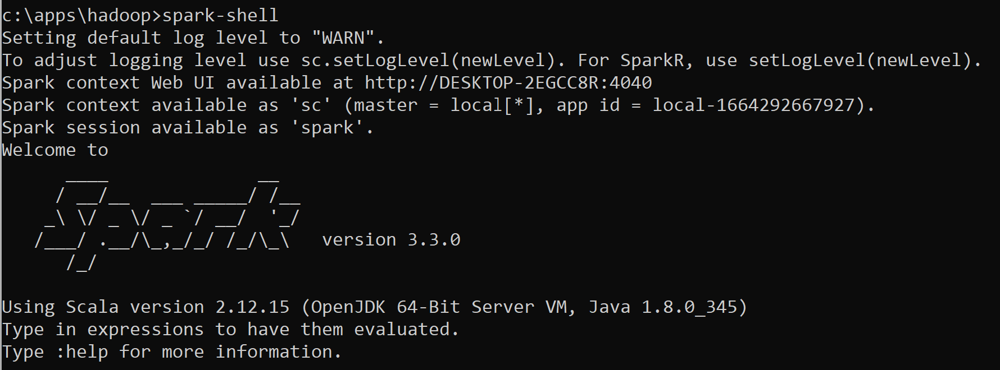 c:\apps\hadoop>spark-shell
Setting default log level to "WARN".
To adjust logging level use sc.setLogLevel(newLevel). For SparkR, use setLogLevel(newLevel).
Spark context Web UI available at http://DESKTOP-2EGCC8R:4040
Spark context available as 'sc' (master = local[*], app id = local-1664292667927).
Spark session available as 'spark'.
Welcome to
      ____              __
     / __/__  ___ _____/ /__
    _\ \/ _ \/ _ `/ __/  '_/
   /___/ .__/\_,_/_/ /_/\_\   version 3.3.0
      /_/
Using Scala version 2.12.15 (OpenJDK 64-Bit Server VM, Java 1.8.0_345)
Type in expressions to have them evaluated.
Type :help for more information.